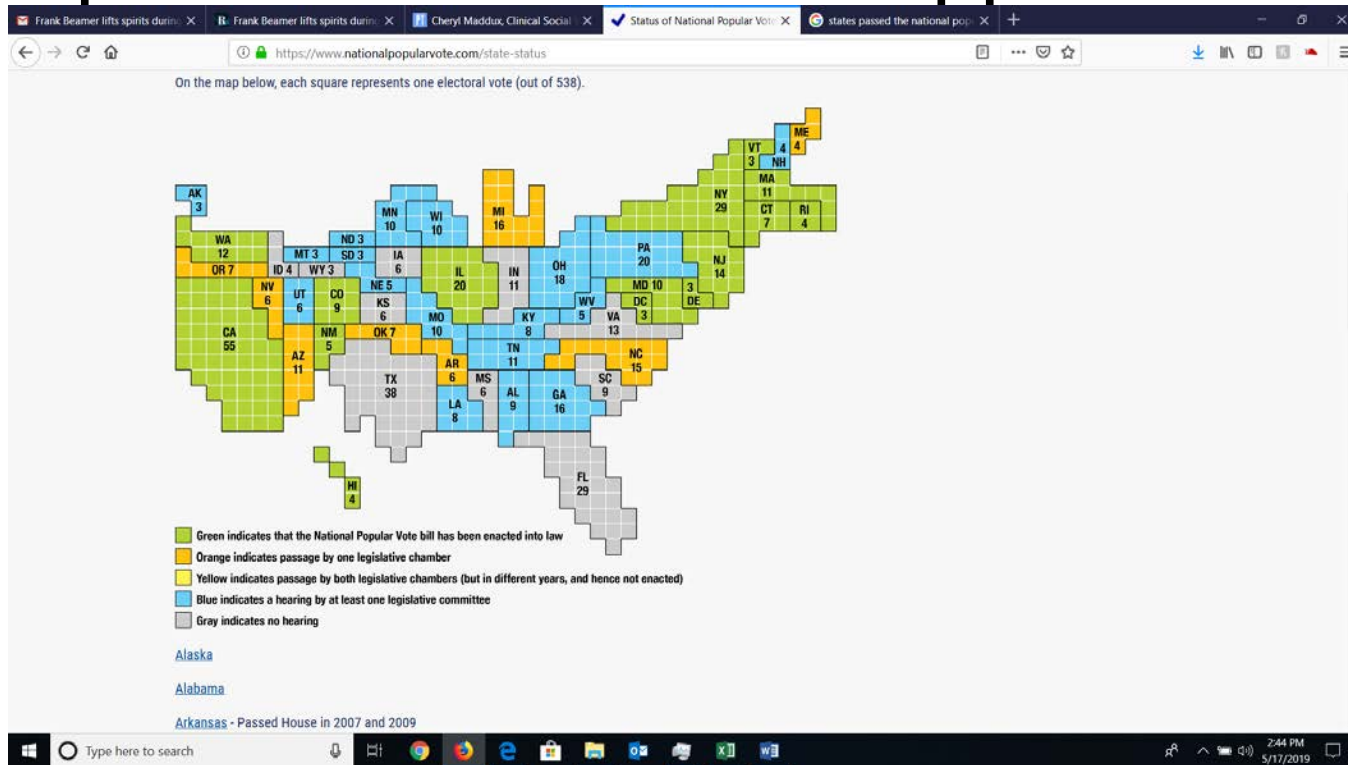 Frank Beamer lifts spirits durin
Frank Beamer lifts spirits durin
Cheryl Maddux, Clinical Social
Status of National Popular Vote
states passed the national pop
https://www.nationalpopularvote.com/state-status
On the map below, each square represents one electoral vote (out of 538).
ME
4
VT
3
4
NH
MA
11
NY
29
CT
7
RI
4
AK
3
MN
10
WI
10
MI
16
WA
12
ND 3
MT 3
SD 3
IA
6
PA
20
NJ
14
OR 7
ID 4
WY 3
IL
20
IN
11
OH
18
NV
6
UT
6
CO
9
NE 5
MD 10
3
DE
KS
6
WV
5
VA
13
DC
3
CA
55
NM
5
OK 7
MO
10
KY
8
AZ
11
TN
11
NC
15
TX
38
AR
6
MS
6
AL
9
GA
16
SC
9
LA
8
FL
29
HI
4
Green indicates that the National Popular Vote bill has been enacted into law
Orange indicates passage by one legislative chamber
Yellow indicates passage by both legislative chambers (but in different years, and hence not enacted)
Blue indicates a hearing by at least one legislative committee
Gray indicates no hearing
Alaska
Alabama
Arkansas - Passed House in 2007 and 2009
Type here to search
2:44 PM
5/17/2019